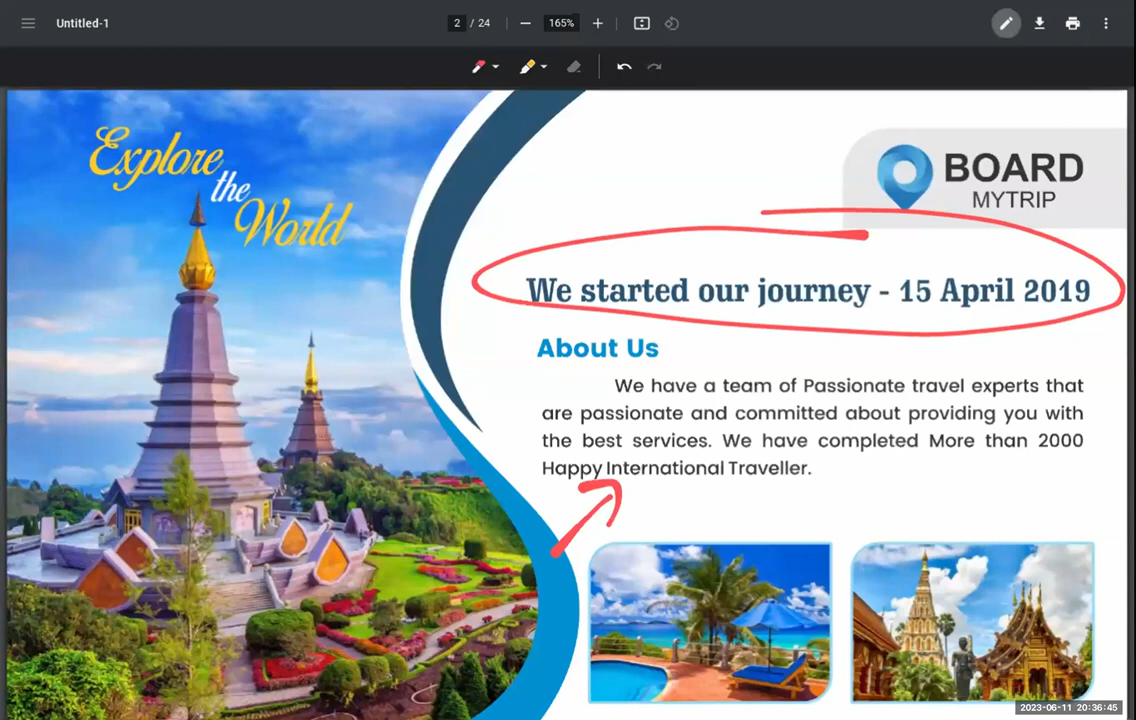 Untitled-1
2 / 24
165%
Explore
the
World
BOARD
MYTRIP
We started our journey - 15 April 2019
About Us
We have a team of Passionate travel experts that
are passionate and committed about providing you with
the best services. We have completed More than 2000
Happy International Traveller.
2023-06-11 20:36:45